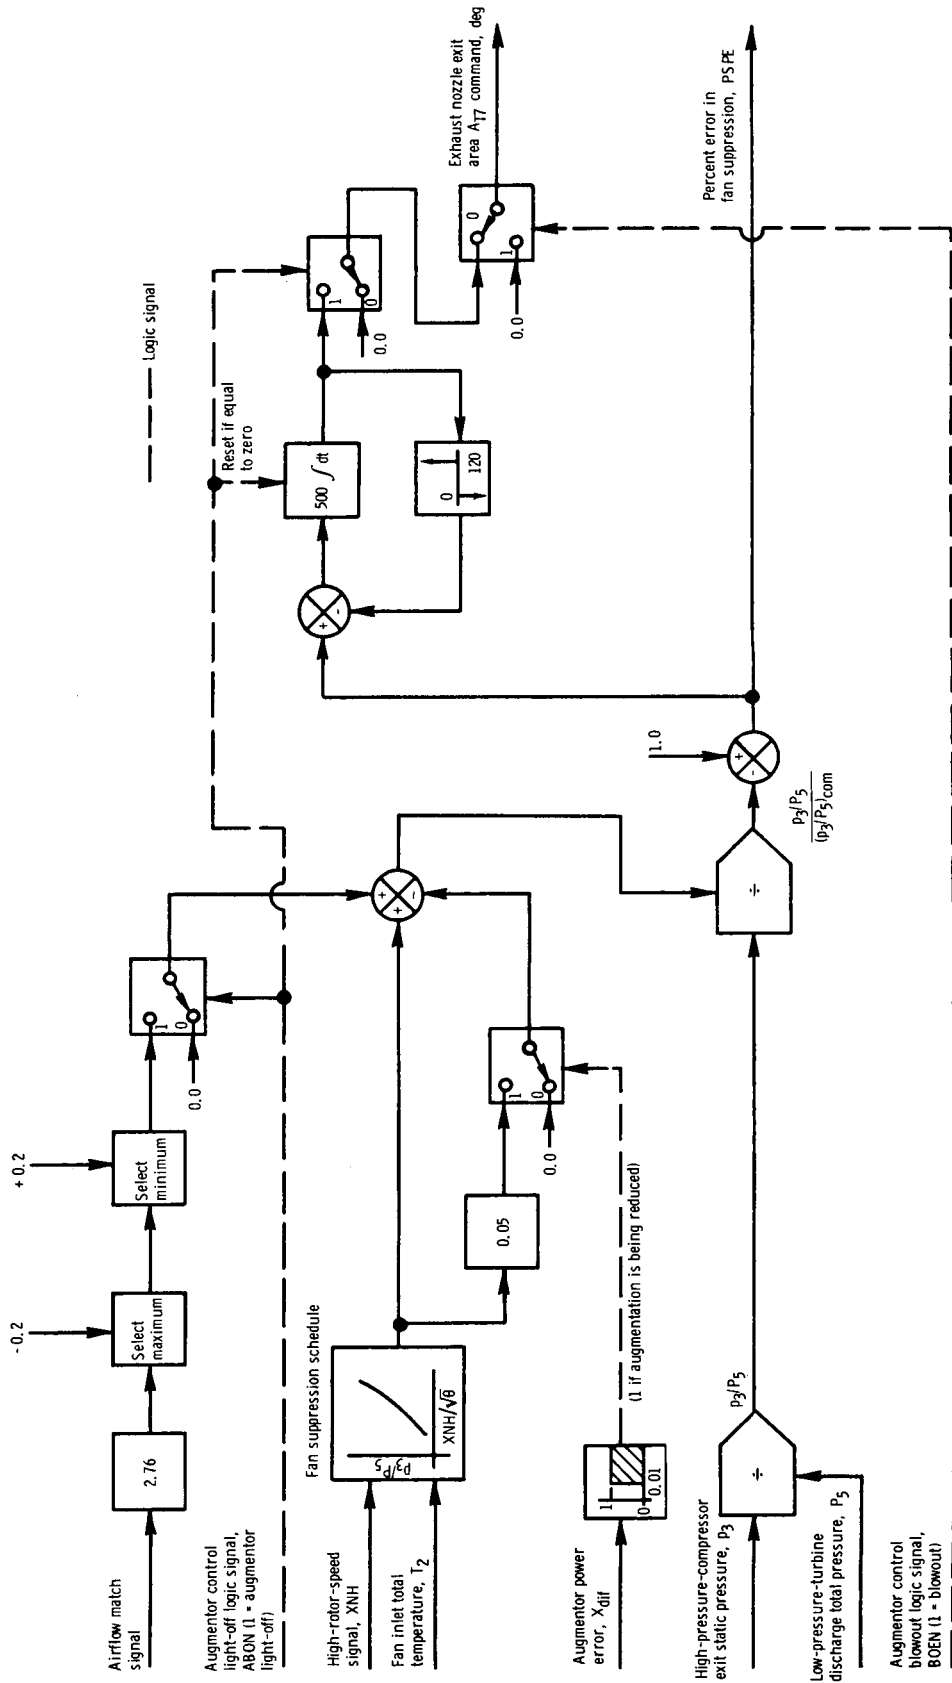 Airflow match
signal
2.76
-0.2
Select
maximum
+0.2
Select
minimum
0.0
1
0
Augmentor control
light-off logic signal,
ABON (1 = augmentor
light-off)
Reset if equal
to zero
Logic signal
High-rotor-speed
signal, XNH
Fan inlet total
temperature, T2
Fan suppression schedule
p3/P5
XNH/√θ
0.05
0.0
1
0
+
+
-
500 ∫ dt
0
120
+
-
1
0
0.0
0
1
0.0
Exhaust nozzle exit
area AT7 command, deg
Augmentor power
error, Xdif
1
10
0.01
(1 if augmentation is being reduced)
High-pressure-compressor
exit static pressure, p3
Low-pressure-turbine
discharge total pressure, P5
÷
p3/P5
÷
p3/P5
(p3/P5)com
1.0
+
-
Percent error in
fan suppression, PSPE
Augmentor control
blowout logic signal,
BOEN (1 = blowout)